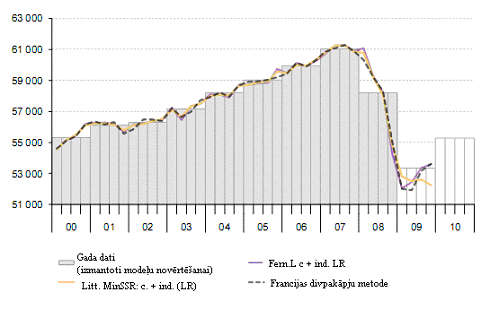 63 000
61 000
59 000
57 000
55 000
53 000
51 000
00 01 02 03 04 05 06 07 08 09 10
Gada dati
(izmantoti modeļu novērtēšanai)
Fern.L c + ind. LR
Litt. MinSSR: c. + ind. (LR)
Francijas divpakāpju metode